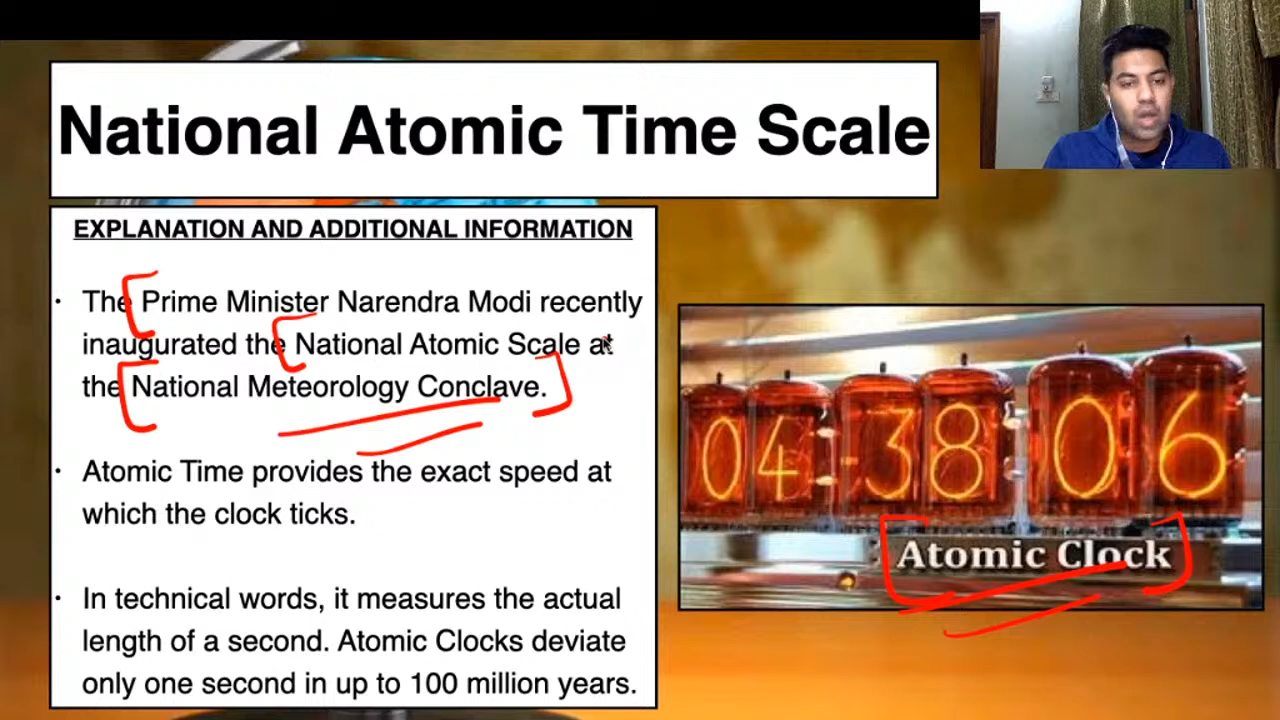 National Atomic Time Scale
EXPLANATION AND ADDITIONAL INFORMATION
• The Prime Minister Narendra Modi recently
inaugurated the National Atomic Scale at
the National Meteorology Conclave.
• Atomic Time provides the exact speed at
which the clock ticks.
• In technical words, it measures the actual
length of a second. Atomic Clocks deviate
only one second in up to 100 million years.
04 38 06
Atomic Clock